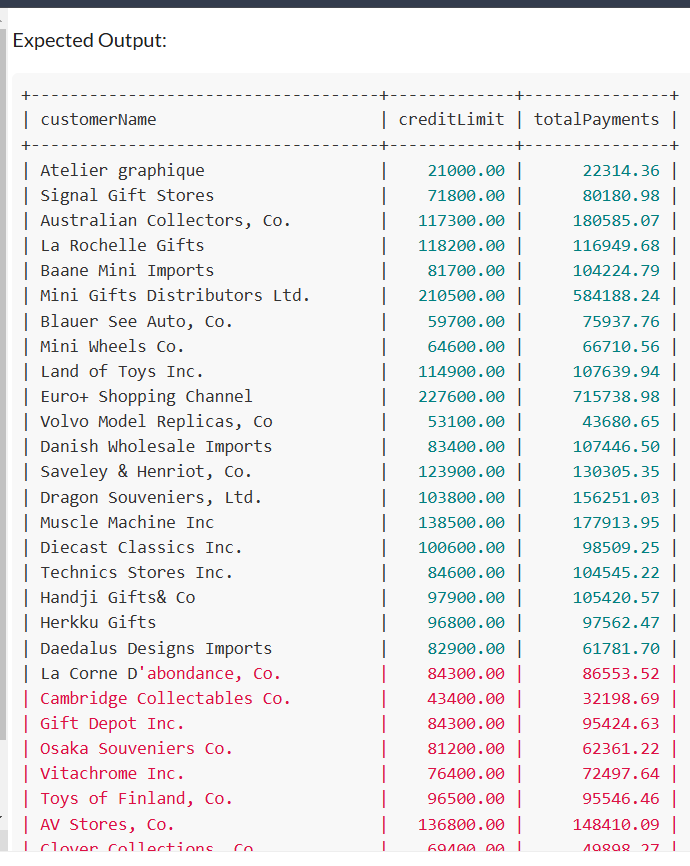 Expected Output:
+------------------------------------+-------------+---------------+
| customerName | creditLimit | totalPayments |
+------------------------------------+-------------+---------------+
| Atelier graphique | 21000.00 | 22314.36 |
| Signal Gift Stores | 71800.00 | 80180.98 |
| Australian Collectors, Co. | 117300.00 | 180585.07 |
| La Rochelle Gifts | 118200.00 | 116949.68 |
| Baane Mini Imports | 81700.00 | 104224.79 |
| Mini Gifts Distributors Ltd. | 210500.00 | 584188.24 |
| Blauer See Auto, Co. | 59700.00 | 75937.76 |
| Mini Wheels Co. | 64600.00 | 66710.56 |
| Land of Toys Inc. | 114900.00 | 107639.94 |
| Euro+ Shopping Channel | 227600.00 | 715738.98 |
| Volvo Model Replicas, Co | 53100.00 | 43680.65 |
| Danish Wholesale Imports | 83400.00 | 107446.50 |
| Saveley & Henriot, Co. | 123900.00 | 130305.35 |
| Dragon Souveniers, Ltd. | 103800.00 | 156251.03 |
| Muscle Machine Inc | 138500.00 | 177913.95 |
| Diecast Classics Inc. | 100600.00 | 98509.25 |
| Technics Stores Inc. | 84600.00 | 104545.22 |
| Handji Gifts& Co | 97900.00 | 105420.57 |
| Herkku Gifts | 96800.00 | 97562.47 |
| Daedalus Designs Imports | 82900.00 | 61781.70 |
| La Corne D'abondance, Co. | 84300.00 | 86553.52 |
| Cambridge Collectables Co. | 43400.00 | 32198.69 |
| Gift Depot Inc. | 84300.00 | 95424.63 |
| Osaka Souveniers Co. | 81200.00 | 62361.22 |
| Vitachrome Inc. | 76400.00 | 72497.64 |
| Toys of Finland, Co. | 96500.00 | 95546.46 |
| AV Stores, Co. | 136800.00 | 148410.09 |
| Clover Collections, Co. | 69400.00 | 49898.27 |